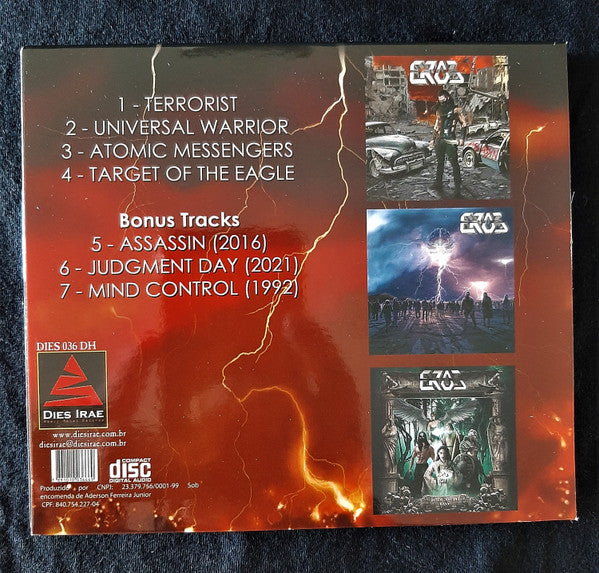 1 - TERRORIST
2 - UNIVERSAL WARRIOR
3 - ATOMIC MESSENGERS
4 - TARGET OF THE EAGLE
Bonus Tracks
5 - ASSASSIN (2016)
6 - JUDGMENT DAY (2021)
7 - MIND CONTROL (1992)
DIES 036 DH
DIES IRAE
www.diesirae.com.br
diesirae@diesirae.com.br
COMPACT
disc
DIGITAL AUDIO
Produzido por CNPJ: 23.379.766/0001-99 Sob
encomenda de Aderson Ferreira Junior
CPF: 840.754.227-04